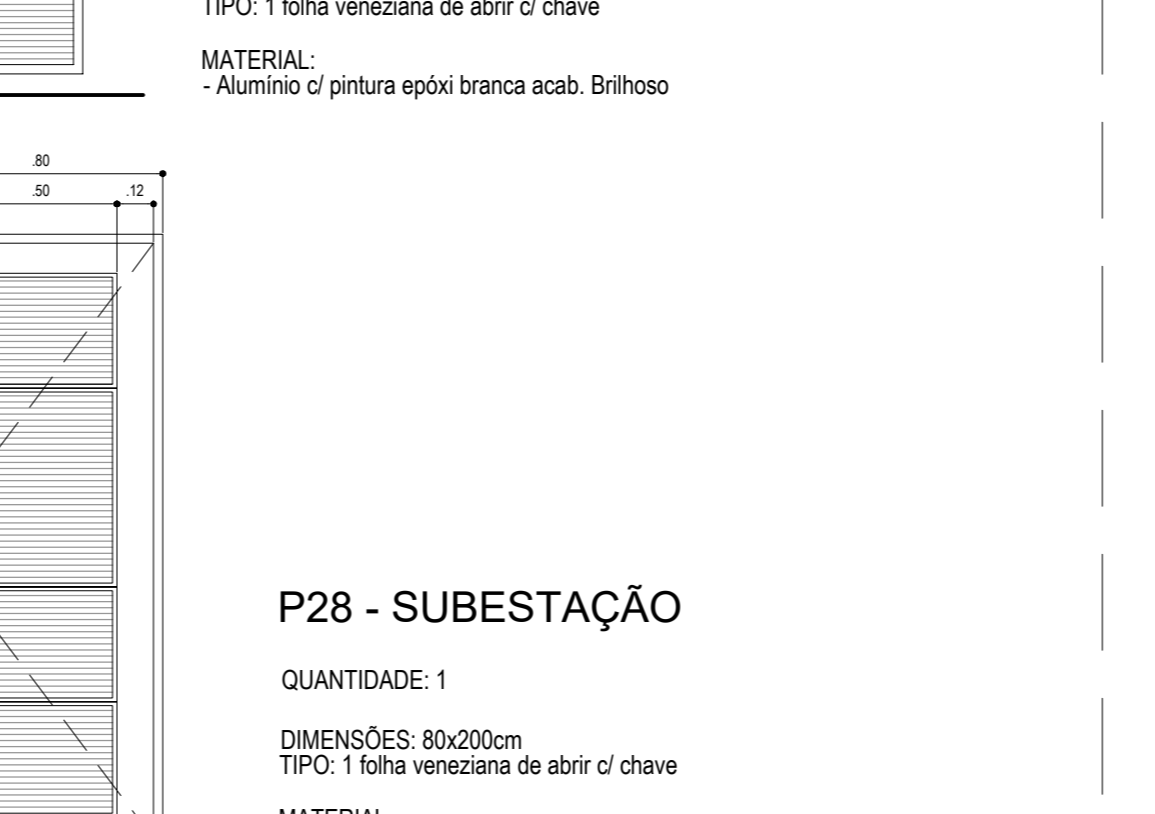 TIPO: 1 folha veneziana de abrir c/ chave
MATERIAL:
- Alumínio c/ pintura epóxi branca acab. Brilhoso
.80
.50 .12
P28 - SUBESTAÇÃO
QUANTIDADE: 1
DIMENSÕES: 80x200cm
TIPO: 1 folha veneziana de abrir c/ chave
MATERIAL